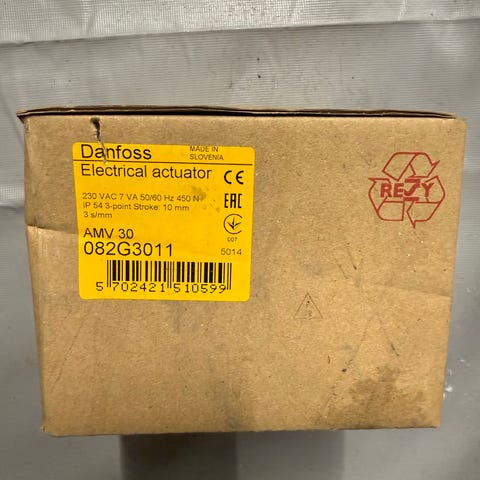 Danfoss
MADE IN
SLOVENIA
Electrical actuator
CE
230 VAC 7 VA 50/60 Hz 450 N
IP 54 3-point Stroke: 10 mm
3 s/mm
EAC
007
AMV 30
082G3011
5014
5 702421 510599
RESY